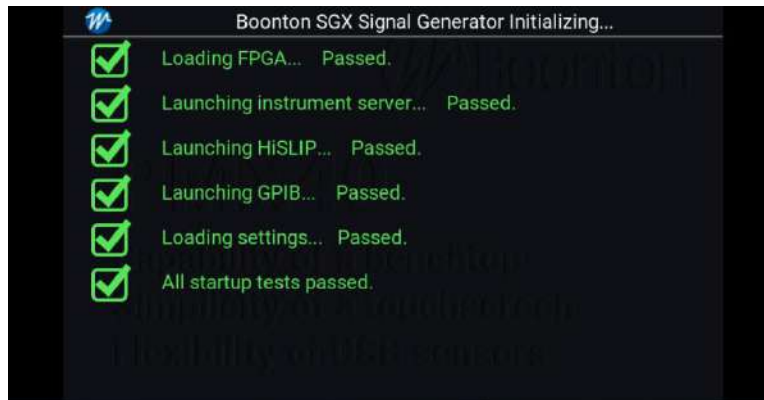 Boonton SGX Signal Generator Initializing...
Loading FPGA... Passed.
Launching instrument server... Passed.
Launching HiSLIP... Passed.
Launching GPIB... Passed.
Loading settings... Passed.
All startup tests passed.